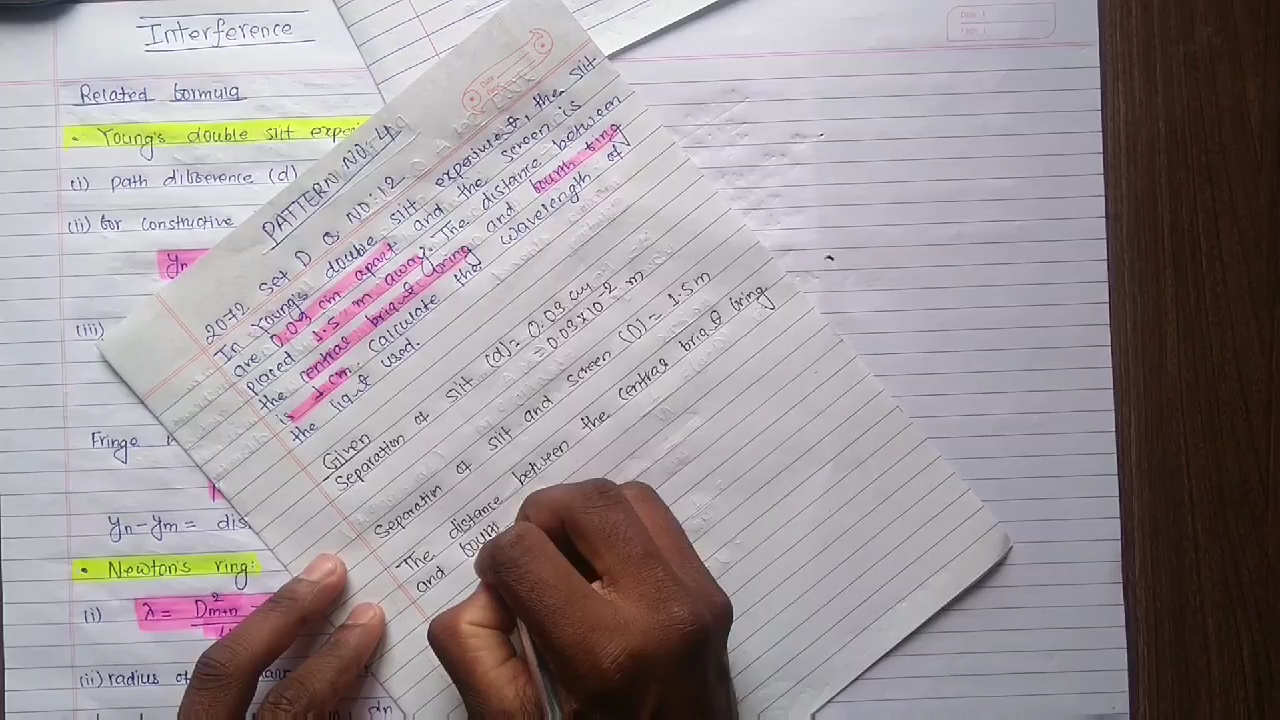 Interference
Related formula
• Young's double slit experi
(i) path difference (d)
(ii) for constructive
yn
(iii)
Fringe
yn-ym = dis
• Newton's ring:
(i) λ = D²m+n -
(ii) radius of
dn
PATTERN NO: 4
2072 Set D Q. NO: 12
In Young's double slit experiment, the slit
are 0.03 cm apart and the screen is
placed 1.5 m away. The distance between
the central bright fring and fourth fring
is 1 cm. Calculate the wavelength of
the light used.
Given
Separation of slit (d) = 0.03 cm
= 0.03×10⁻² m
Separation of slit and screen (D) = 1.5 m
The distance between the central bright fring
and fourth